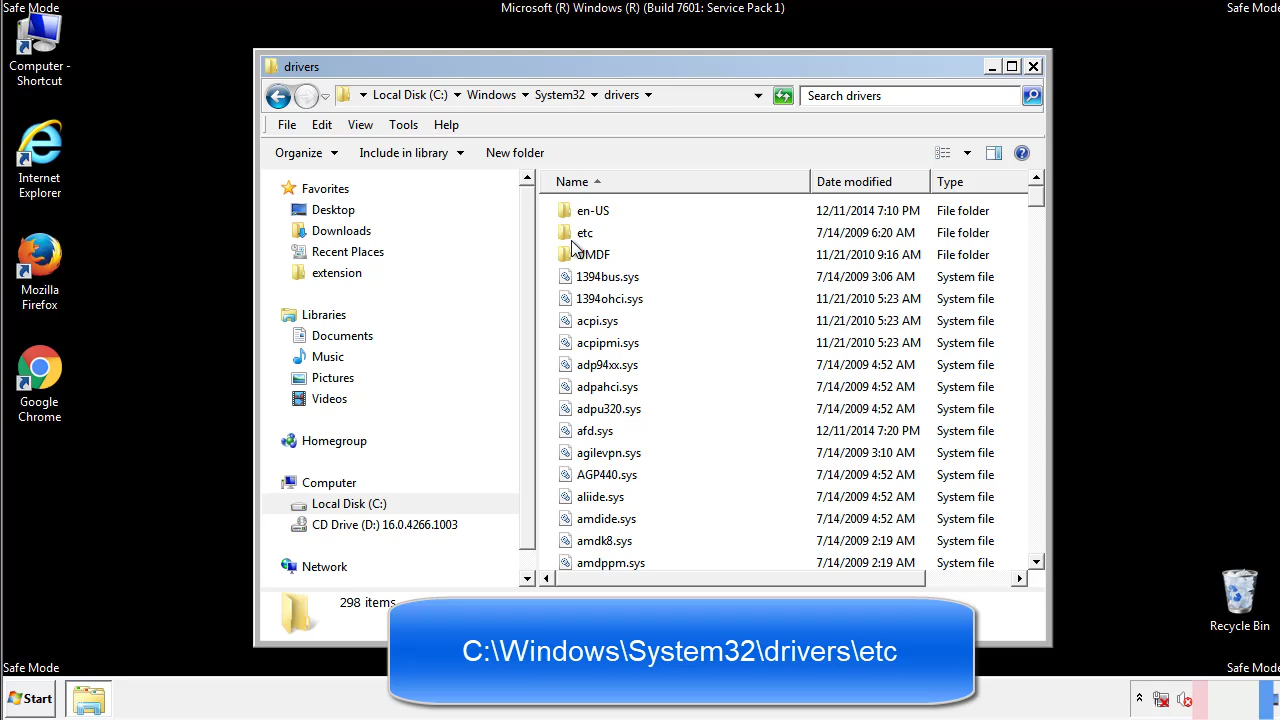 Safe Mode
Microsoft (R) Windows (R) (Build 7601: Service Pack 1)
Safe Mode
Computer -
Shortcut
Internet
Explorer
Mozilla
Firefox
Google
Chrome
drivers
Local Disk (C:) Windows System32 drivers
Search drivers
File Edit View Tools Help
Organize Include in library New folder
Favorites
Desktop
Downloads
Recent Places
extension
Libraries
Documents
Music
Pictures
Videos
Homegroup
Computer
Local Disk (C:)
CD Drive (D:) 16.0.4266.1003
Network
Name Date modified Type
en-US 12/11/2014 7:10 PM File folder
etc 7/14/2009 6:20 AM File folder
UMDF 11/21/2010 9:16 AM File folder
1394bus.sys 7/14/2009 3:06 AM System file
1394ohci.sys 11/21/2010 5:23 AM System file
acpi.sys 11/21/2010 5:23 AM System file
acpipmi.sys 11/21/2010 5:23 AM System file
adp94xx.sys 7/14/2009 4:52 AM System file
adpahci.sys 7/14/2009 4:52 AM System file
adpu320.sys 7/14/2009 4:52 AM System file
afd.sys 12/11/2014 7:20 PM System file
agilevpn.sys 7/14/2009 3:10 AM System file
AGP440.sys 7/14/2009 4:52 AM System file
aliide.sys 7/14/2009 4:52 AM System file
amdide.sys 7/14/2009 4:52 AM System file
amdk8.sys 7/14/2009 2:19 AM System file
amdppm.sys 7/14/2009 2:19 AM System file
298 items
C:\Windows\System32\drivers\etc
Recycle Bin
Safe Mode
Safe Mode
Start